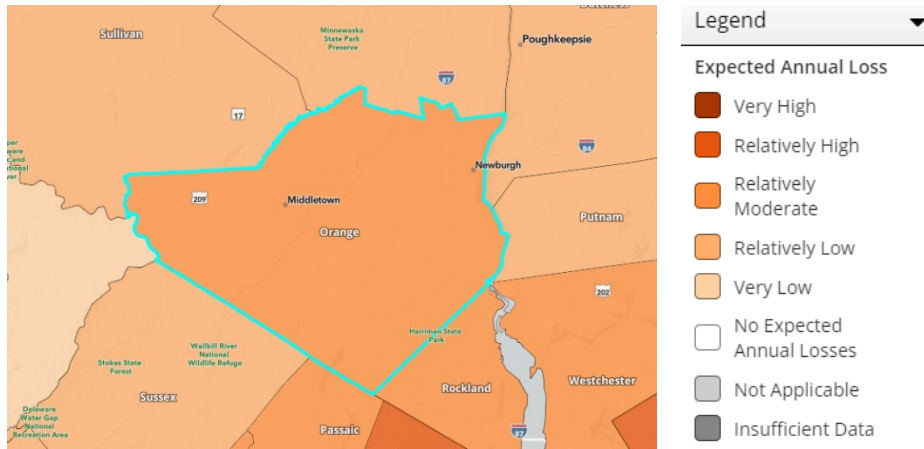 Sullivan
Minnewaska
State Park
Preserve
Poughkeepsie
87
17
84
Newburgh
209
Middletown
Orange
Putnam
202
Harriman State
Park
Wallkill River
National
Wildlife Refuge
Stokes State
Forest
Sussex
Rockland
Westchester
Delaware
Water Gap
National
Recreation Area
Passaic
87
Legend
Expected Annual Loss
Very High
Relatively High
Relatively
Moderate
Relatively Low
Very Low
No Expected
Annual Losses
Not Applicable
Insufficient Data